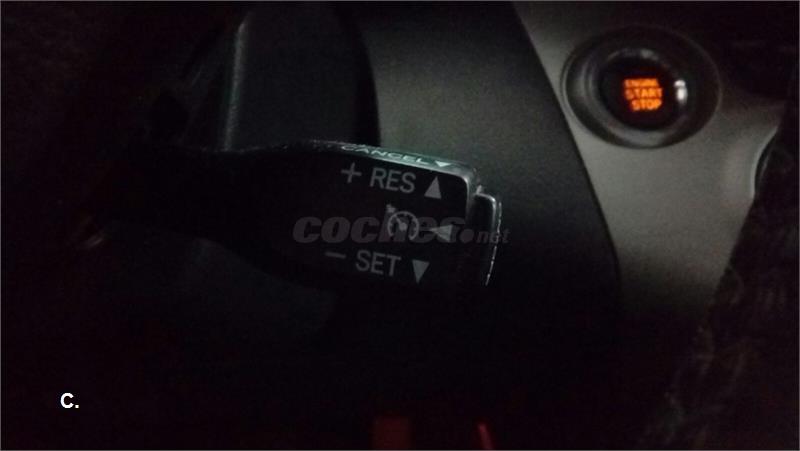 ENGINE
START
STOP
CANCEL ▼
+ RES ▲
coches.net
− SET ▼
C.